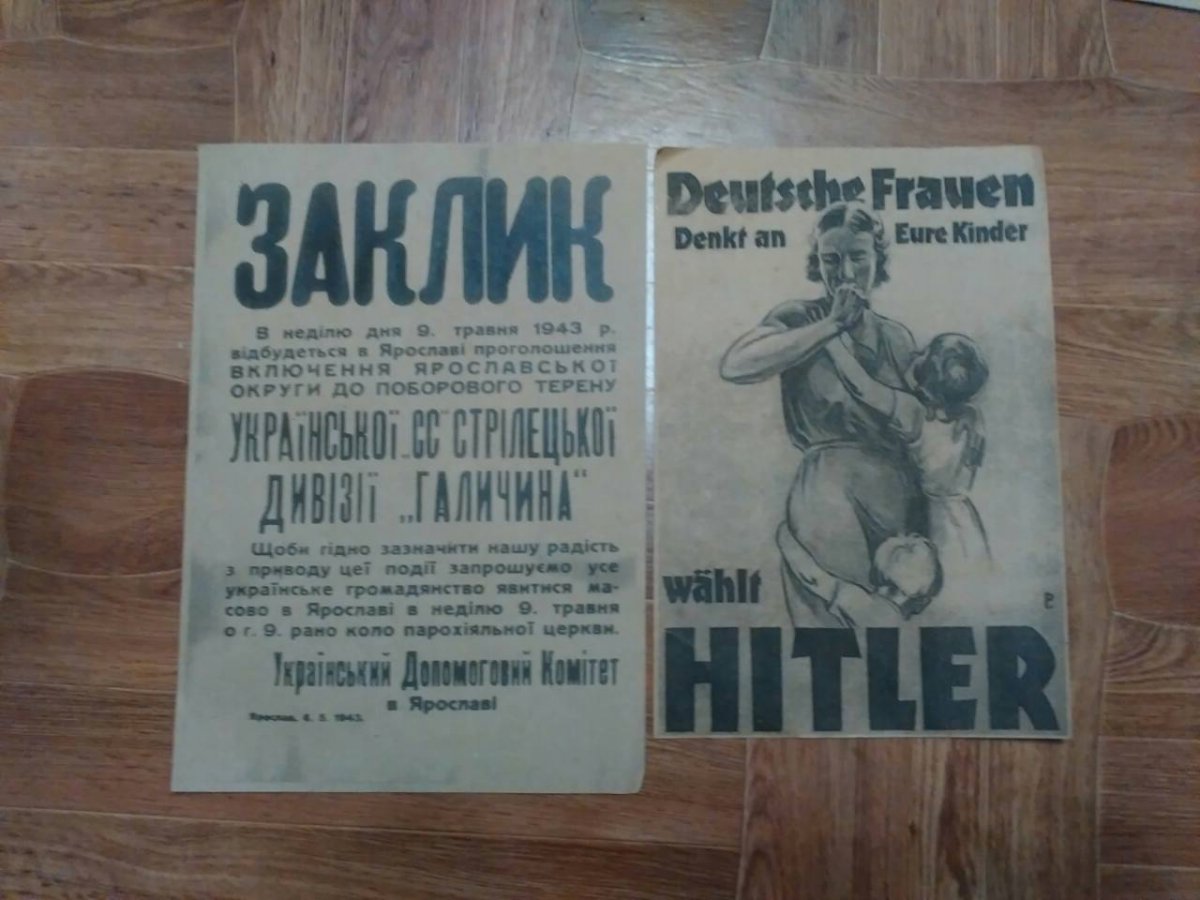 ЗАКЛИК
В неділю дня 9. травня 1943 р.
відбудеться в Ярославі проголошення
ВКЛЮЧЕННЯ ЯРОСЛАВСЬКОЇ
ОКРУГИ ДО ПОБОРОВОГО ТЕРЕНУ
УКРАЇНСЬКОЇ „СС" СТРІЛЕЦЬКОЇ
ДИВІЗІЇ „ГАЛИЧИНА"
Щоби гідно зазначити нашу радість
з приводу цеї події запрошуємо усе
українське громадянство явитися ма-
сово в Ярославі в неділю 9. травня
о г. 9. рано коло парохіяльної церкви.
Український Допомоговий Комітет
в Ярославі
Ярослав, 4. 5. 1943.
Deutsche Frauen
Denkt an Eure Kinder
wählt
HITLER